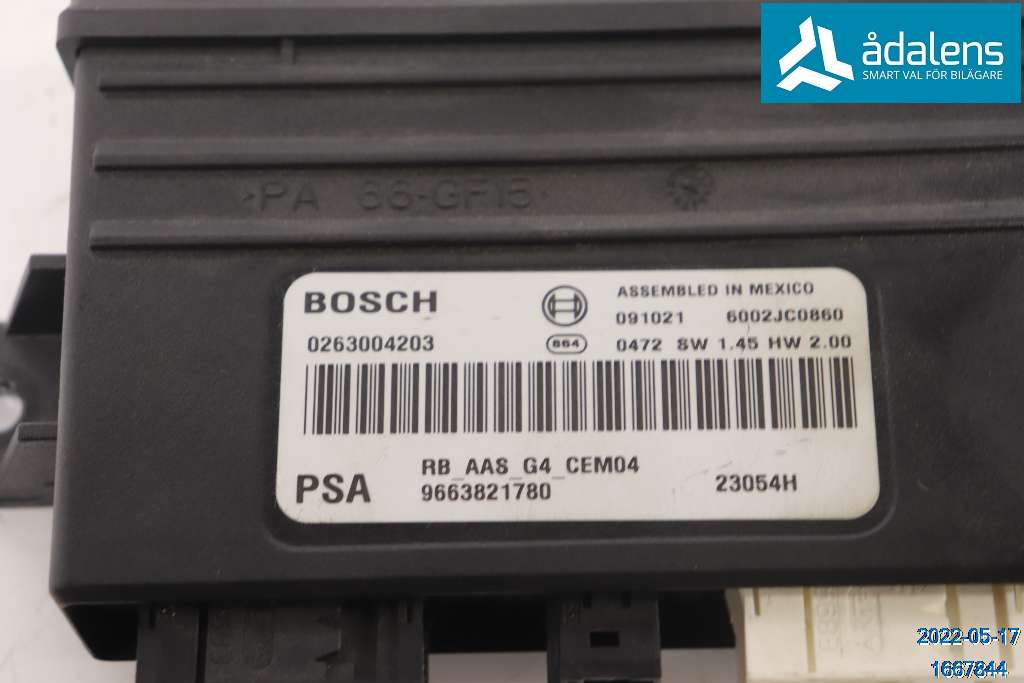 ådalens
SMART VAL FÖR BILÄGARE
>PA 66-GF15<
BOSCH
ASSEMBLED IN MEXICO
091021 6002JC0860
0263004203
864 0472 SW 1.45 HW 2.00
RB_AAS_G4_CEM04
PSA 9663821780 23054H
2022-05-17
1667844